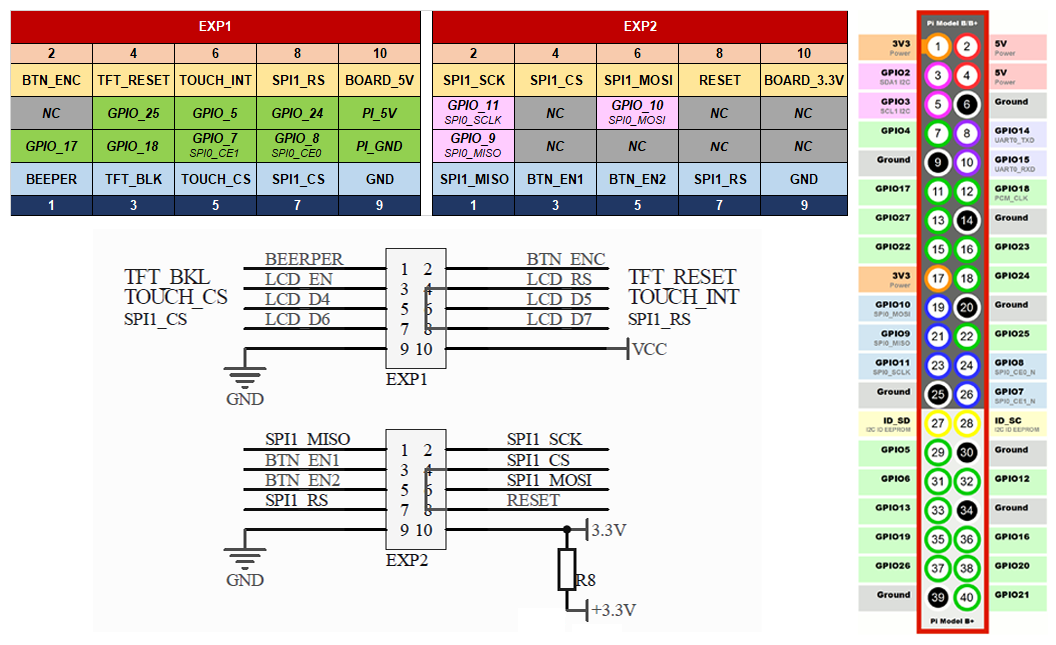 EXP1
2 4 6 8 10
BTN_ENC TFT_RESET TOUCH_INT SPI1_RS BOARD_5V
NC GPIO_25 GPIO_5 GPIO_24 PI_5V
GPIO_17 GPIO_18 GPIO_7 GPIO_8 PI_GND
SPI0_CE1 SPI0_CE0
BEEPER TFT_BLK TOUCH_CS SPI1_CS GND
1 3 5 7 9
EXP2
2 4 6 8 10
SPI1_SCK SPI1_CS SPI1_MOSI RESET BOARD_3.3V
GPIO_11 NC GPIO_10 NC NC
SPI0_SCLK SPI0_MOSI
GPIO_9 NC NC NC NC
SPI0_MISO
SPI1_MISO BTN_EN1 BTN_EN2 SPI1_RS GND
1 3 5 7 9
BEERPER 1 2 BTN_ENC
TFT_BKL LCD_EN 3 4 LCD_RS TFT_RESET
TOUCH_CS LCD_D4 5 6 LCD_D5 TOUCH_INT
SPI1_CS LCD_D6 7 8 LCD_D7 SPI1_RS
9 10 VCC
EXP1
GND
SPI1_MISO 1 2 SPI1_SCK
BTN_EN1 3 4 SPI1_CS
BTN_EN2 5 6 SPI1_MOSI
SPI1_RS 7 8 RESET
9 10 3.3V
EXP2
GND
R8
+3.3V
Pi Model B/B+
3V3 1 2 5V
Power Power
GPIO2 3 4 5V
SDA1 I2C Power
GPIO3 5 6 Ground
SCL1 I2C
GPIO4 7 8 GPIO14
UART0_TXD
Ground 9 10 GPIO15
UART0_RXD
GPIO17 11 12 GPIO18
PCM_CLK
GPIO27 13 14 Ground
GPIO22 15 16 GPIO23
3V3 17 18 GPIO24
Power
GPIO10 19 20 Ground
SPI0_MOSI
GPIO9 21 22 GPIO25
SPI0_MISO
GPIO11 23 24 GPIO8
SPI0_SCLK SPI0_CE0_N
Ground 25 26 GPIO7
SPI0_CE1_N
ID_SD 27 28 ID_SC
I2C ID EEPROM I2C ID EEPROM
GPIO5 29 30 Ground
GPIO6 31 32 GPIO12
GPIO13 33 34 Ground
GPIO19 35 36 GPIO16
GPIO26 37 38 GPIO20
Ground 39 40 GPIO21
Pi Model B+